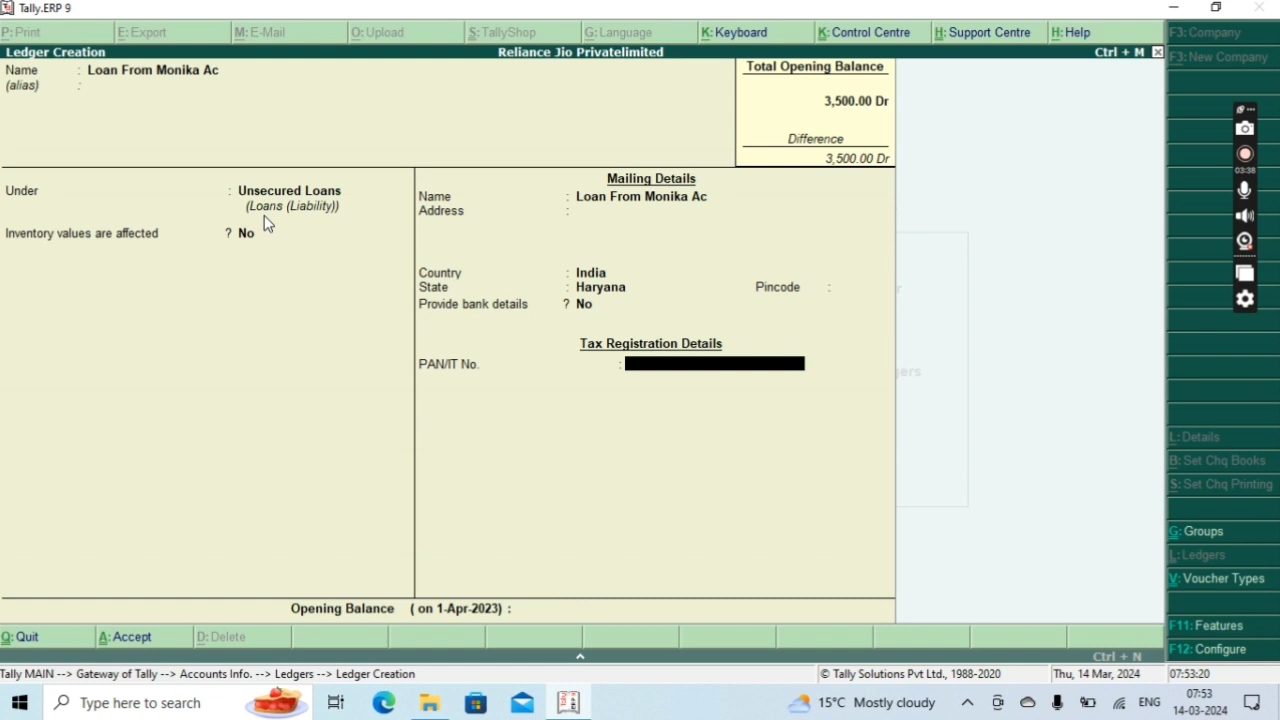 Tally.ERP 9
P: Print E: Export M: E-Mail O: Upload S: TallyShop G: Language K: Keyboard K: Control Centre H: Support Centre H: Help
Ledger Creation Reliance Jio Privatelimited Ctrl + M
Name : Loan From Monika Ac
(alias) :
Total Opening Balance
3,500.00 Dr
Difference
3,500.00 Dr
Under : Unsecured Loans
(Loans (Liability))
Inventory values are affected ? No
Mailing Details
Name : Loan From Monika Ac
Address :
Country : India
State : Haryana Pincode :
Provide bank details ? No
Tax Registration Details
PAN/IT No. :
Opening Balance ( on 1-Apr-2023) :
F3: Company
F3: New Company
03:38
L: Details
B: Set Chq Books
S: Set Chq Printing
G: Groups
L: Ledgers
V: Voucher Types
F11: Features
F12: Configure
Q: Quit A: Accept D: Delete
Ctrl + N
Tally MAIN --> Gateway of Tally --> Accounts Info. --> Ledgers --> Ledger Creation © Tally Solutions Pvt Ltd., 1988-2020 Thu, 14 Mar, 2024 07:53:20
Type here to search 15°C Mostly cloudy ENG 07:53
14-03-2024